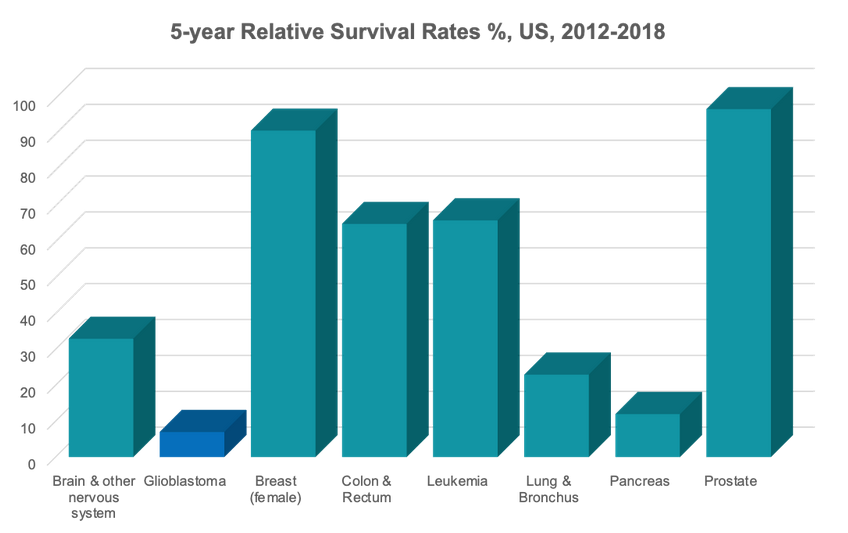 5-year Relative Survival Rates %, US, 2012-2018
100
90
80
70
60
50
40
30
20
10
0
Brain & other
nervous
system
Glioblastoma
Breast
(female)
Colon &
Rectum
Leukemia
Lung &
Bronchus
Pancreas
Prostate